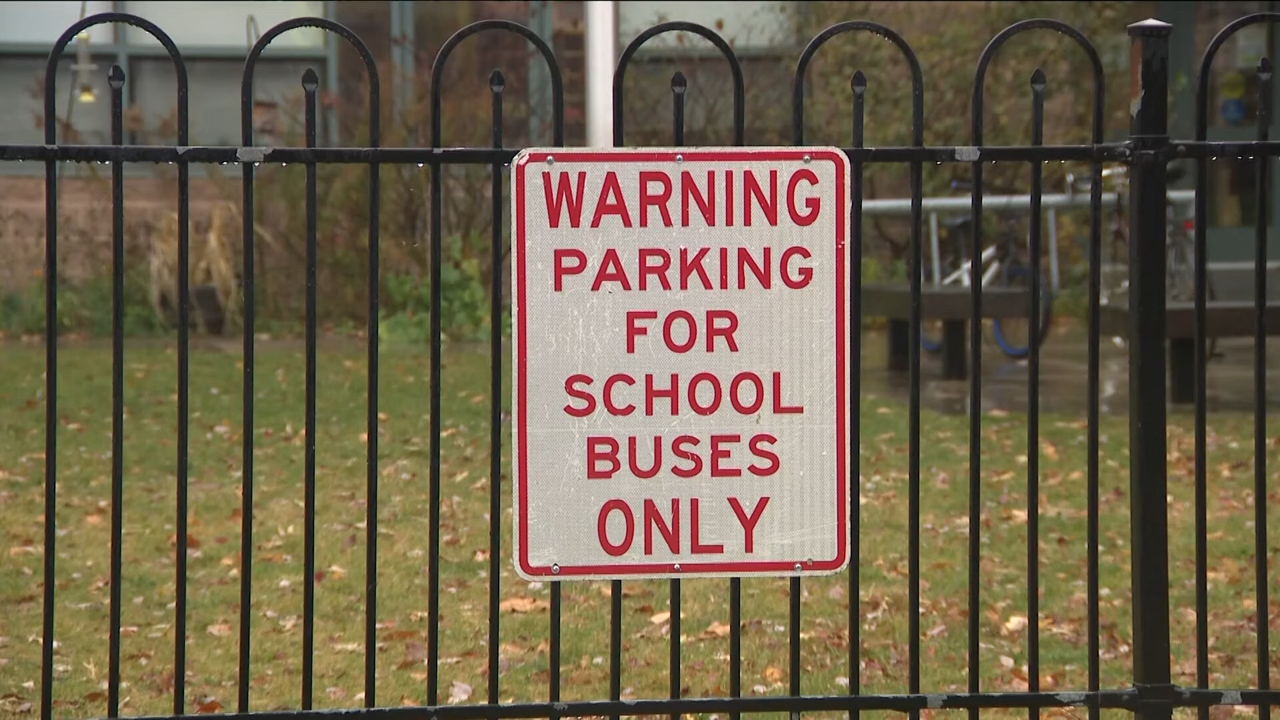 WARNING
PARKING
FOR
SCHOOL
BUSES
ONLY